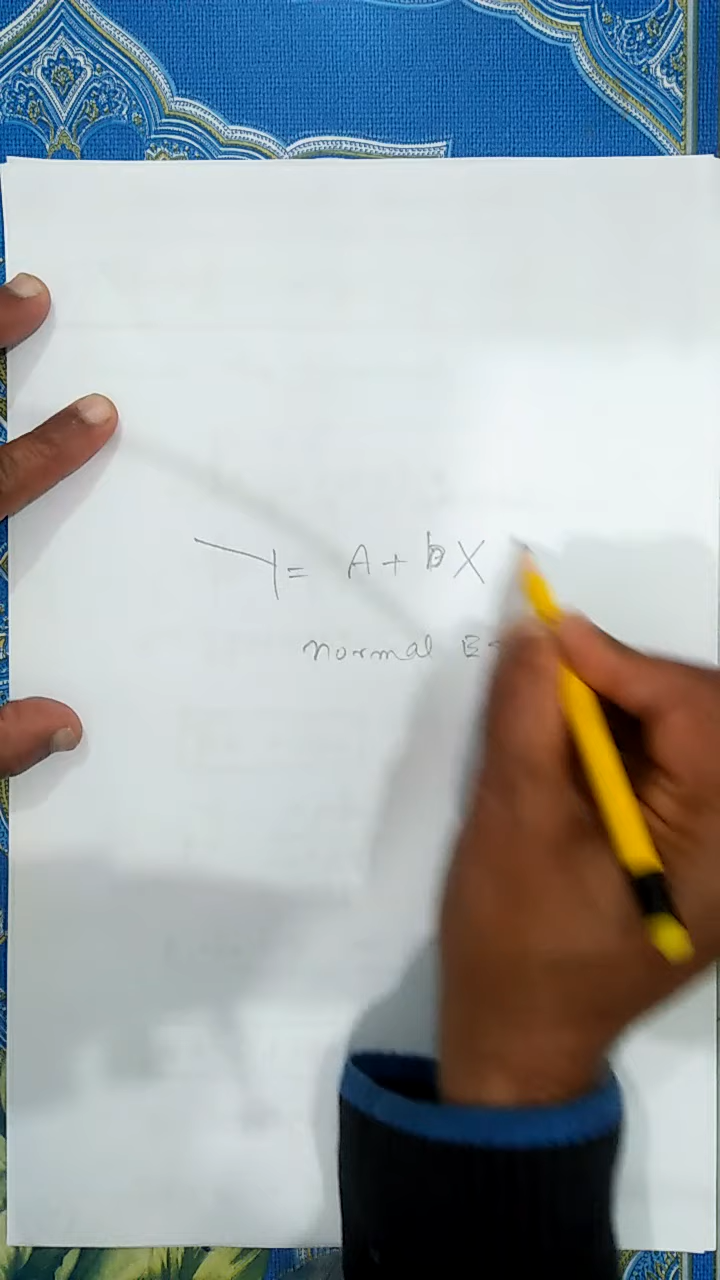 Y = A + bX
Normal